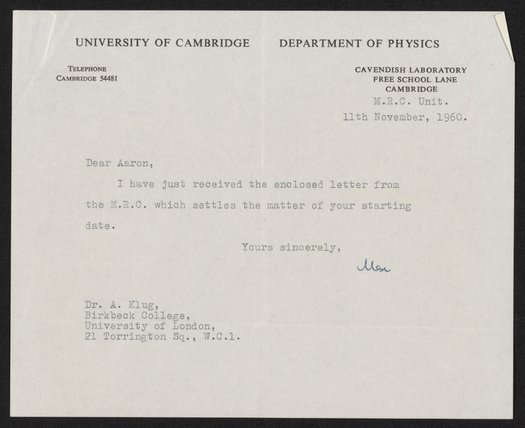 UNIVERSITY OF CAMBRIDGE DEPARTMENT OF PHYSICS
TELEPHONE
CAMBRIDGE 54481
CAVENDISH LABORATORY
FREE SCHOOL LANE
CAMBRIDGE
M.R.C. Unit.
11th November, 1960.
Dear Aaron,
I have just received the enclosed letter from
the M.R.C. which settles the matter of your starting
date.
Yours sincerely,
Max
Dr. A. Klug,
Birkbeck College,
University of London,
21 Torrington Sq., W.C.1.